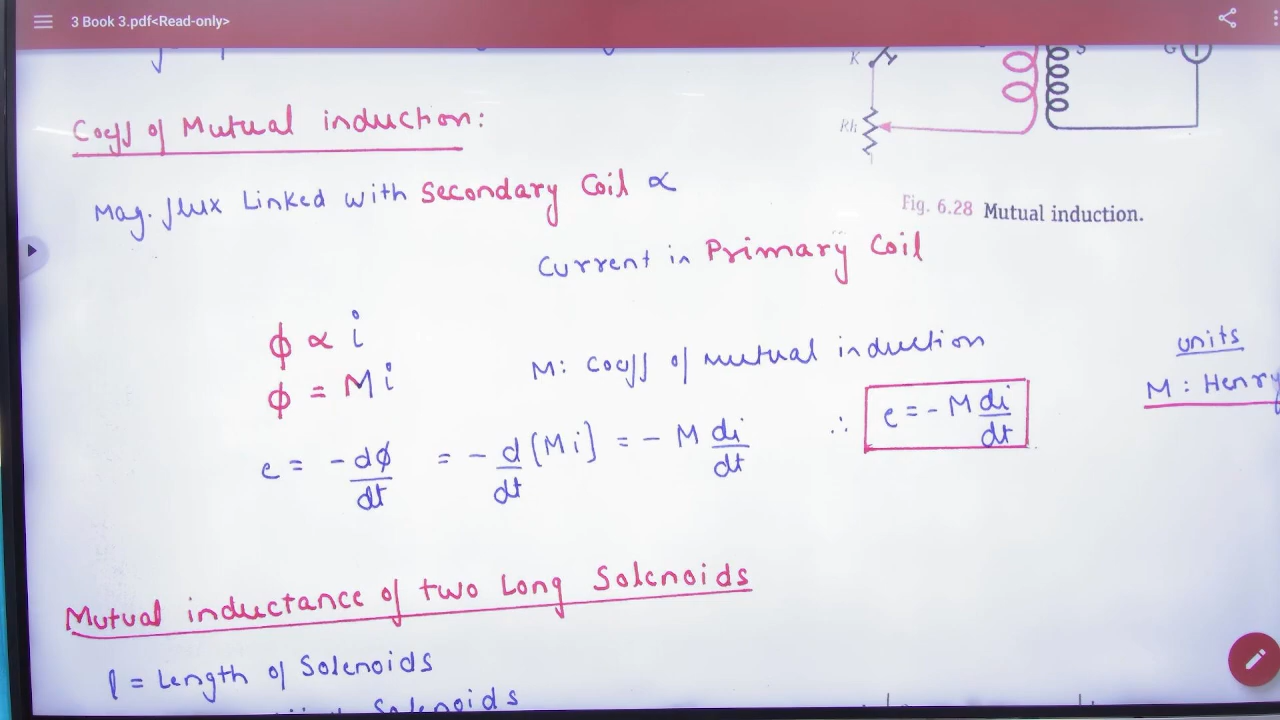 3 Book 3.pdf<Read-only>
K
S
G
Rh
Coeff of Mutual induction:
Mag. flux Linked with Secondary Coil ∝
Fig. 6.28 Mutual induction.
Current in Primary Coil
ϕ ∝ i
ϕ = Mi
M: Coeff of mutual induction
units
M : Henry
e = -dϕ/dt = - d/dt (Mi) = - M di/dt ∴ e = - M di/dt
Mutual inductance of two Long Solenoids
l = Length of Solenoids
Solenoids